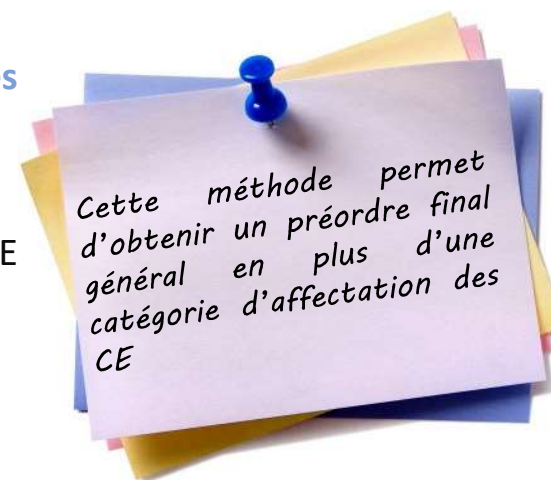 s
E
Cette méthode permet
d'obtenir un préordre final
général en plus d'une
catégorie d'affectation des
CE